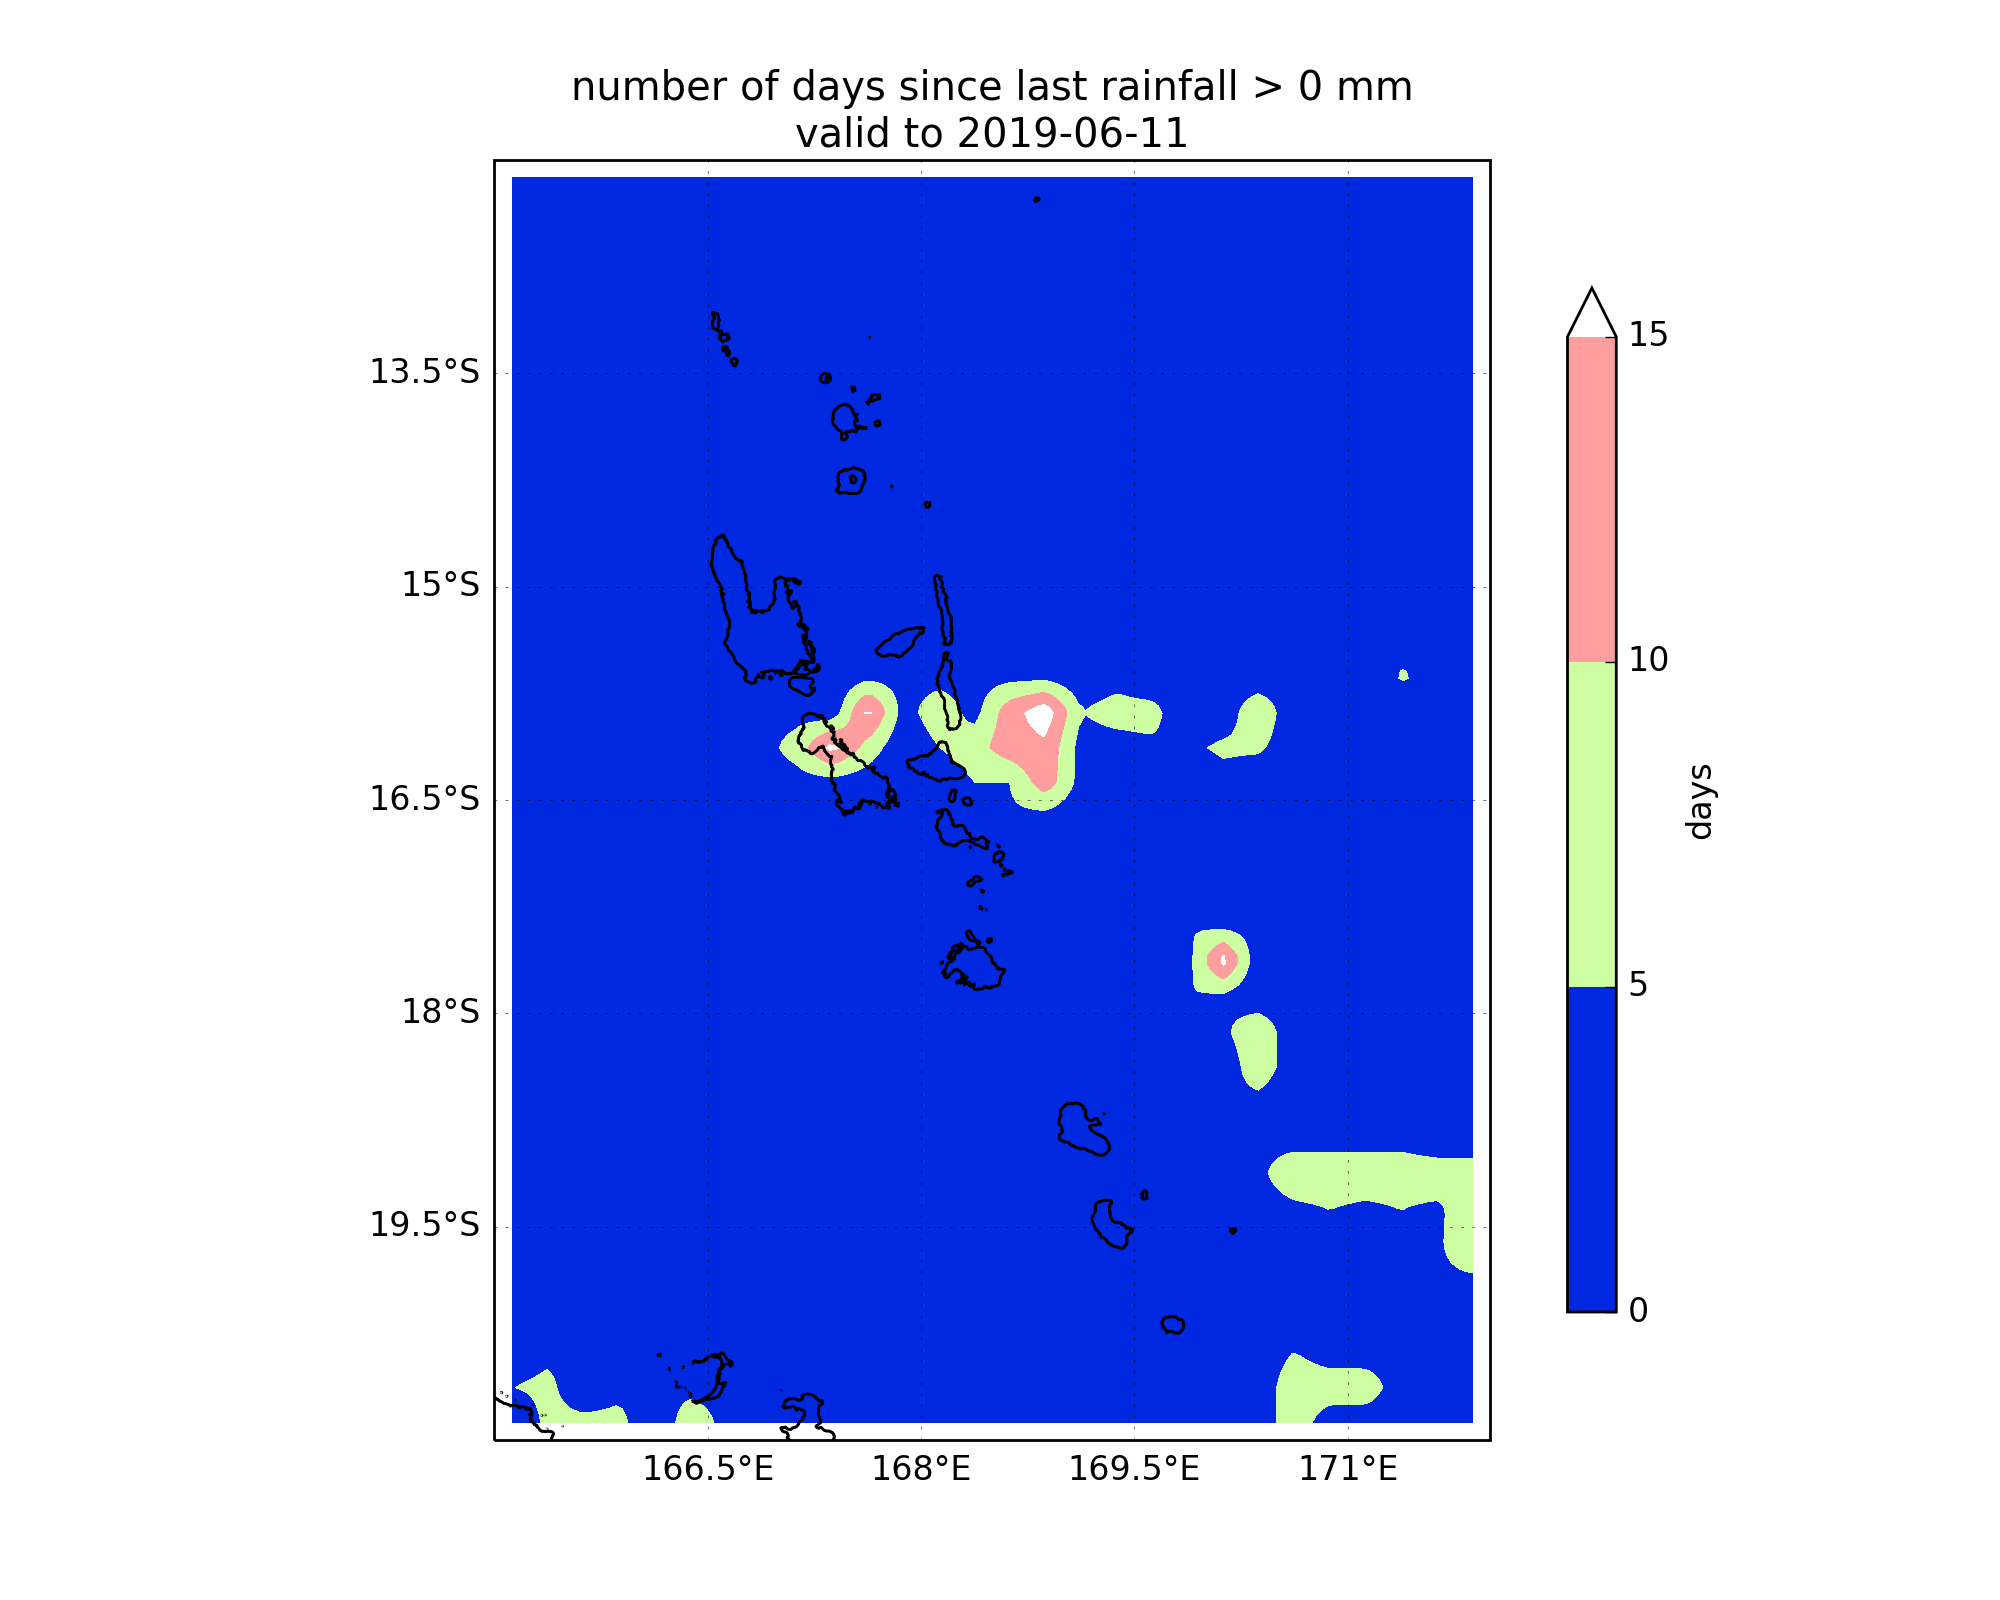 number of days since last rainfall > 0 mm
valid to 2019-06-11
13.5°S
15°S
16.5°S
18°S
19.5°S
166.5°E 168°E 169.5°E 171°E
15
10
5
0
days